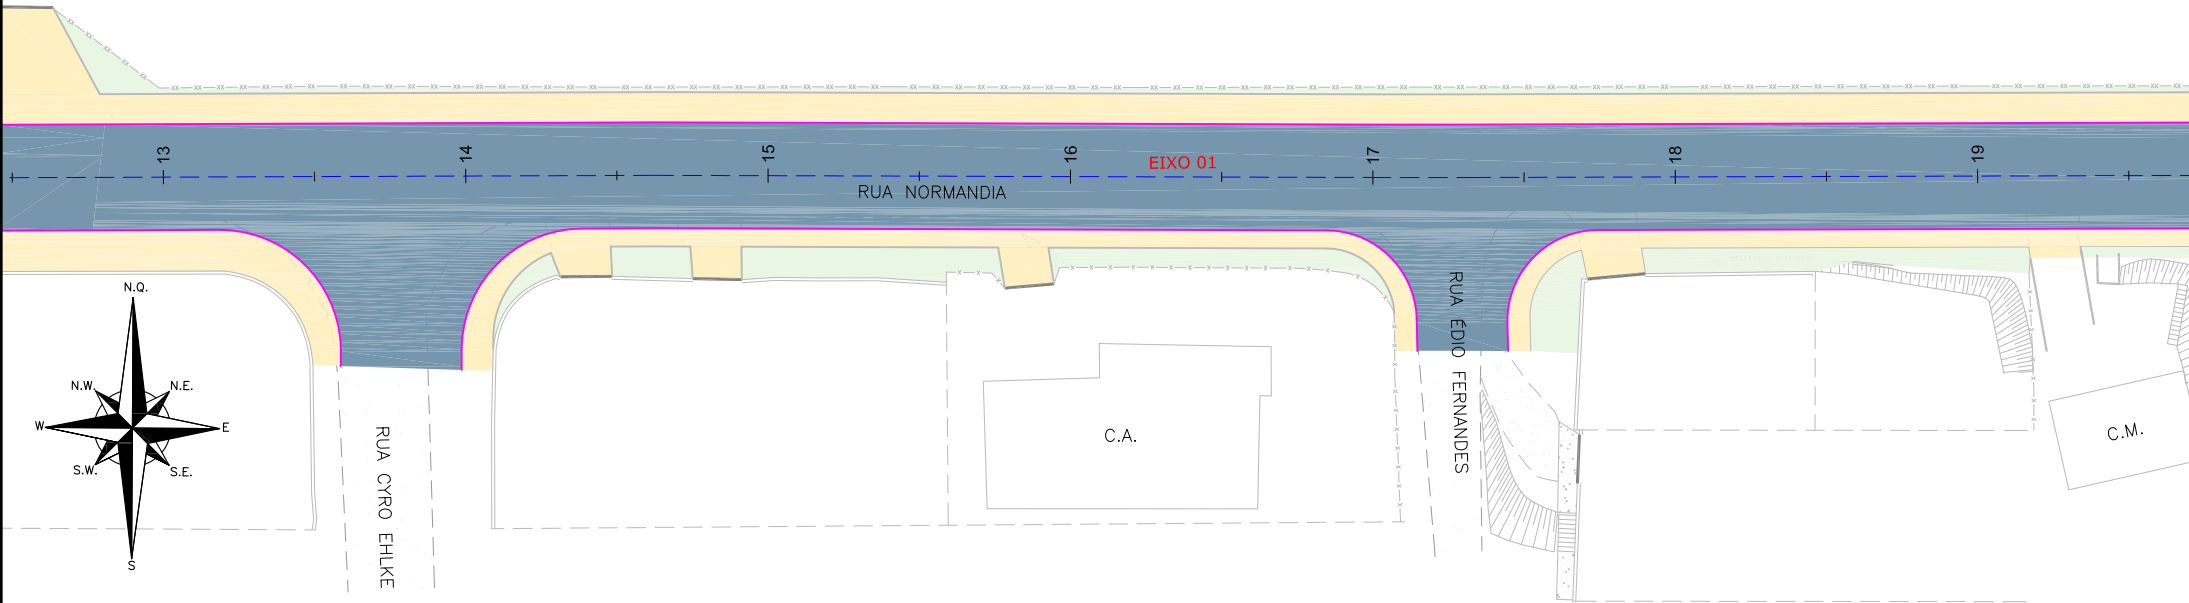 13
14
15
16
17
18
19
EIXO 01
RUA NORMANDIA
N.Q.
N.W.
N.E.
W
E
S.W.
S.E.
S
RUA CYRO EHLKE
C.A.
RUA ÉDIO FERNANDES
C.M.